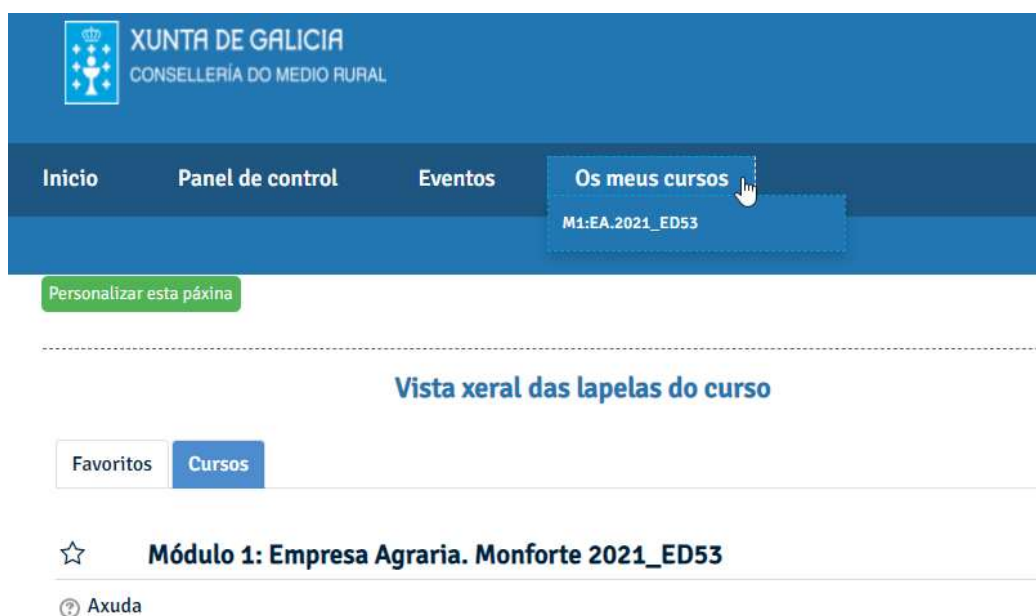 XUNTA DE GALICIA
CONSELLERÍA DO MEDIO RURAL
Inicio Panel de control Eventos Os meus cursos
M1:EA.2021_ED53
Personalizar esta páxina
Vista xeral das lapelas do curso
Favoritos Cursos
Módulo 1: Empresa Agraria. Monforte 2021_ED53
Axuda